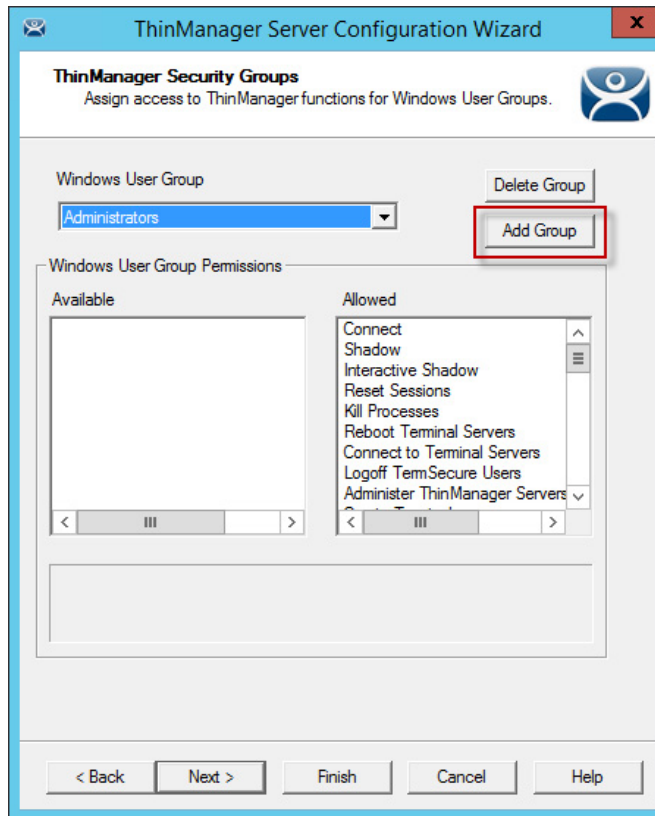 ThinManager Server Configuration Wizard
x
ThinManager Security Groups
Assign access to ThinManager functions for Windows User Groups.
Windows User Group
Delete Group
Administrators
Add Group
Windows User Group Permissions
Available
Allowed
Connect
Shadow
Interactive Shadow
Reset Sessions
Kill Processes
Reboot Terminal Servers
Connect to Terminal Servers
Logoff TermSecure Users
Administer ThinManager Servers
< Back
Next >
Finish
Cancel
Help